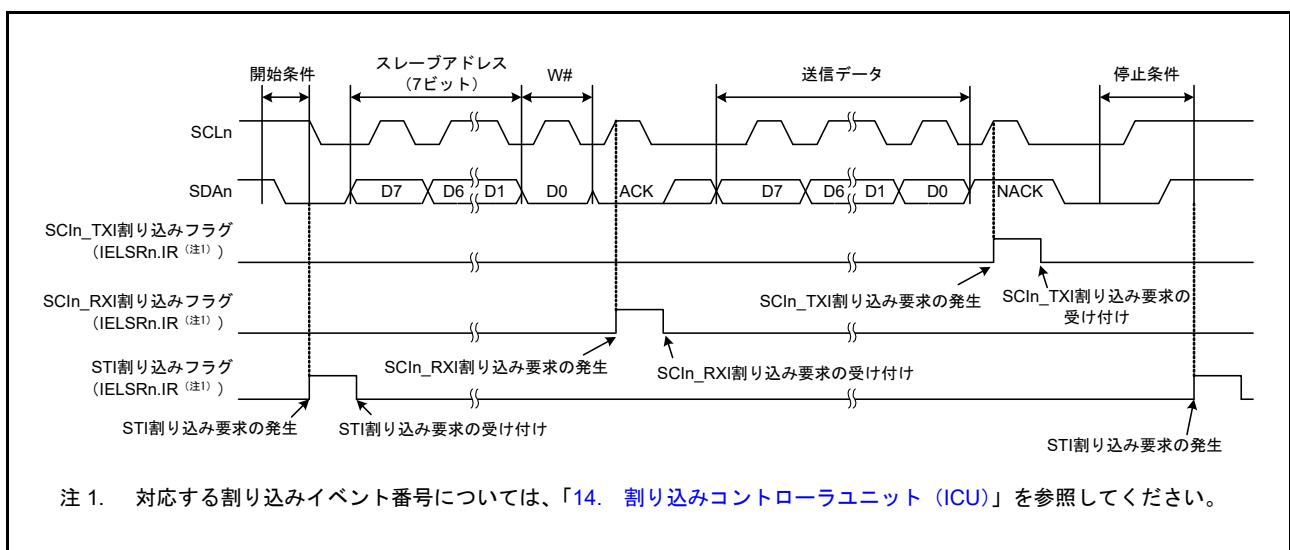 開始条件
スレーブアドレス
（7ビット）
W#
送信データ
停止条件
SCLn
SDAn
D7
D6
D1
D0
ACK
D7
D6
D1
D0
NACK
SCIn_TXI割り込みフラグ
（IELSRn.IR（注1））
SCIn_TXI割り込み要求の発生
SCIn_TXI割り込み要求の
受け付け
SCIn_RXI割り込みフラグ
（IELSRn.IR（注1））
SCIn_RXI割り込み要求の発生
SCIn_RXI割り込み要求の受け付け
STI割り込みフラグ
（IELSRn.IR（注1））
STI割り込み要求の発生
STI割り込み要求の受け付け
STI割り込み要求の発生
注 1. 対応する割り込みイベント番号については、「14. 割り込みコントローラユニット（ICU）」を参照してください。